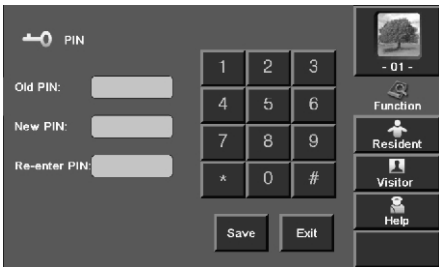 PIN
Old PIN:
New PIN:
Re-enter PIN:
1 2 3
4 5 6
7 8 9
* 0 #
Save Exit
- 01 -
Function
Resident
Visitor
Help